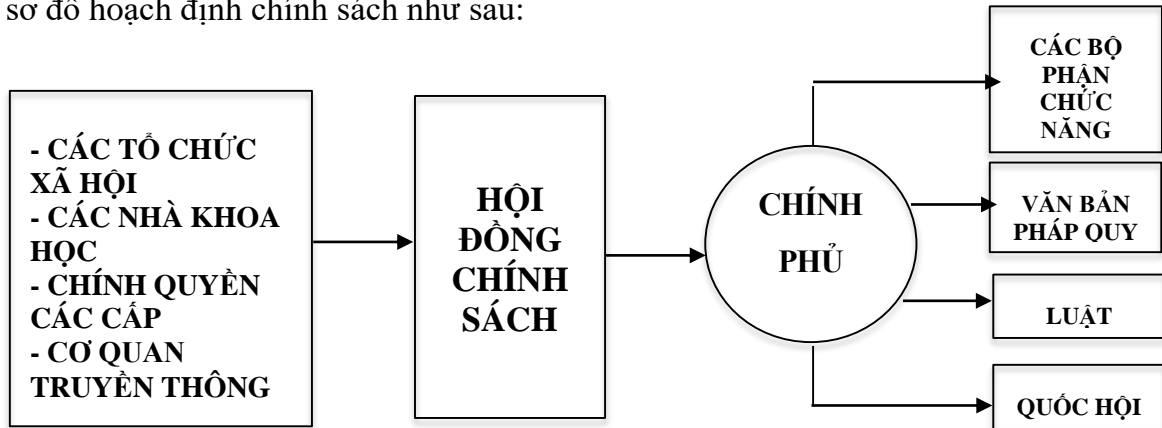 sơ đồ hoạch định chính sách như sau:
- CÁC TỔ CHỨC
XÃ HỘI
- CÁC NHÀ KHOA
HỌC
- CHÍNH QUYỀN
CÁC CẤP
- CƠ QUAN
TRUYỀN THÔNG
HỘI
ĐỒNG
CHÍNH
SÁCH
CHÍNH
PHỦ
CÁC BỘ
PHẬN
CHỨC
NĂNG
VĂN BẢN
PHÁP QUY
LUẬT
QUỐC HỘI